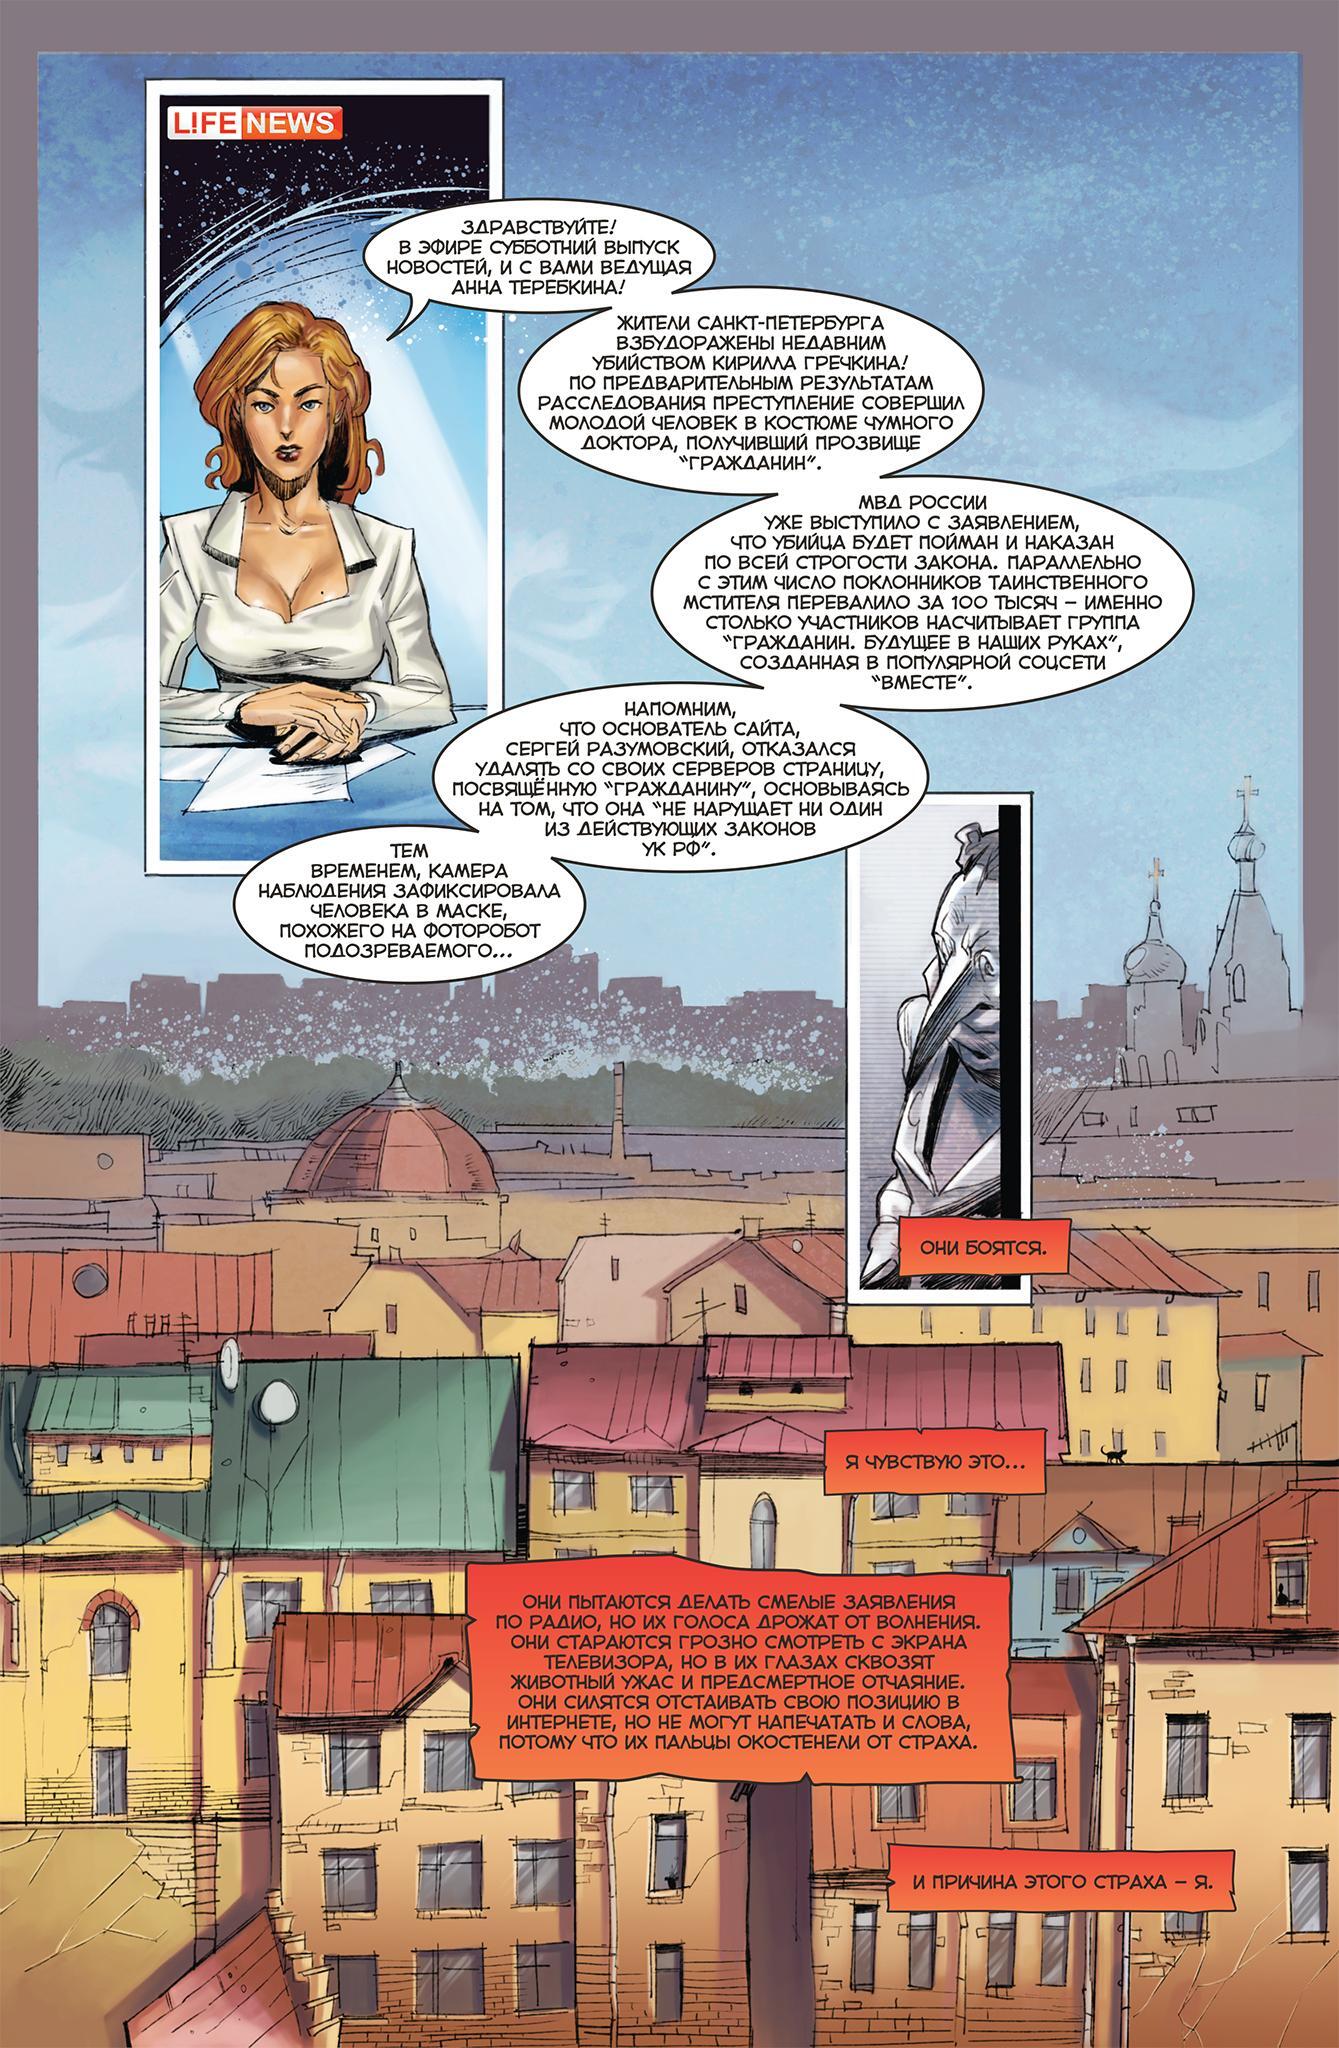 L!FE NEWS
ЗДРАВСТВУЙТЕ!
В ЭФИРЕ СУББОТНИЙ ВЫПУСК
НОВОСТЕЙ, И С ВАМИ ВЕДУЩАЯ
АННА ТЕРЕБКИНА!
ЖИТЕЛИ САНКТ-ПЕТЕРБУРГА
ВЗБУДОРАЖЕНЫ НЕДАВНИМ
УБИЙСТВОМ КИРИЛЛА ГРЕЧКИНА!
ПО ПРЕДВАРИТЕЛЬНЫМ РЕЗУЛЬТАТАМ
РАССЛЕДОВАНИЯ ПРЕСТУПЛЕНИЕ СОВЕРШИЛ
МОЛОДОЙ ЧЕЛОВЕК В КОСТЮМЕ ЧУМНОГО
ДОКТОРА, ПОЛУЧИВШИЙ ПРОЗВИЩЕ
"ГРАЖДАНИН".
МВД РОССИИ
УЖЕ ВЫСТУПИЛО С ЗАЯВЛЕНИЕМ,
ЧТО УБИЙЦА БУДЕТ ПОЙМАН И НАКАЗАН
ПО ВСЕЙ СТРОГОСТИ ЗАКОНА. ПАРАЛЛЕЛЬНО
С ЭТИМ ЧИСЛО ПОКЛОННИКОВ ТАИНСТВЕННОГО
МСТИТЕЛЯ ПЕРЕВАЛИЛО ЗА 100 ТЫСЯЧ – ИМЕННО
СТОЛЬКО УЧАСТНИКОВ НАСЧИТЫВАЕТ ГРУППА
"ГРАЖДАНИН. БУДУЩЕЕ В НАШИХ РУКАХ",
СОЗДАННАЯ В ПОПУЛЯРНОЙ СОЦСЕТИ
"ВМЕСТЕ".
НАПОМНИМ,
ЧТО ОСНОВАТЕЛЬ САЙТА,
СЕРГЕЙ РАЗУМОВСКИЙ, ОТКАЗАЛСЯ
УДАЛЯТЬ СО СВОИХ СЕРВЕРОВ СТРАНИЦУ,
ПОСВЯЩЁННУЮ "ГРАЖДАНИНУ", ОСНОВЫВАЯСЬ
НА ТОМ, ЧТО ОНА "НЕ НАРУШАЕТ НИ ОДИН
ИЗ ДЕЙСТВУЮЩИХ ЗАКОНОВ
УК РФ".
ТЕМ
ВРЕМЕНЕМ, КАМЕРА
НАБЛЮДЕНИЯ ЗАФИКСИРОВАЛА
ЧЕЛОВЕКА В МАСКЕ,
ПОХОЖЕГО НА ФОТОРОБОТ
ПОДОЗРЕВАЕМОГО...
ОНИ БОЯТСЯ.
Я ЧУВСТВУЮ ЭТО...
ОНИ ПЫТАЮТСЯ ДЕЛАТЬ СМЕЛЫЕ ЗАЯВЛЕНИЯ
ПО РАДИО, НО ИХ ГОЛОСА ДРОЖАТ ОТ ВОЛНЕНИЯ.
ОНИ СТАРАЮТСЯ ГРОЗНО СМОТРЕТЬ С ЭКРАНА
ТЕЛЕВИЗОРА, НО В ИХ ГЛАЗАХ СКВОЗЯТ
ЖИВОТНЫЙ УЖАС И ПРЕДСМЕРТНОЕ ОТЧАЯНИЕ.
ОНИ СИЛЯТСЯ ОТСТАИВАТЬ СВОЮ ПОЗИЦИЮ В
ИНТЕРНЕТЕ, НО НЕ МОГУТ НАПЕЧАТАТЬ И СЛОВА,
ПОТОМУ ЧТО ИХ ПАЛЬЦЫ ОКОСТЕНЕЛИ ОТ СТРАХА.
И ПРИЧИНА ЭТОГО СТРАХА – Я.